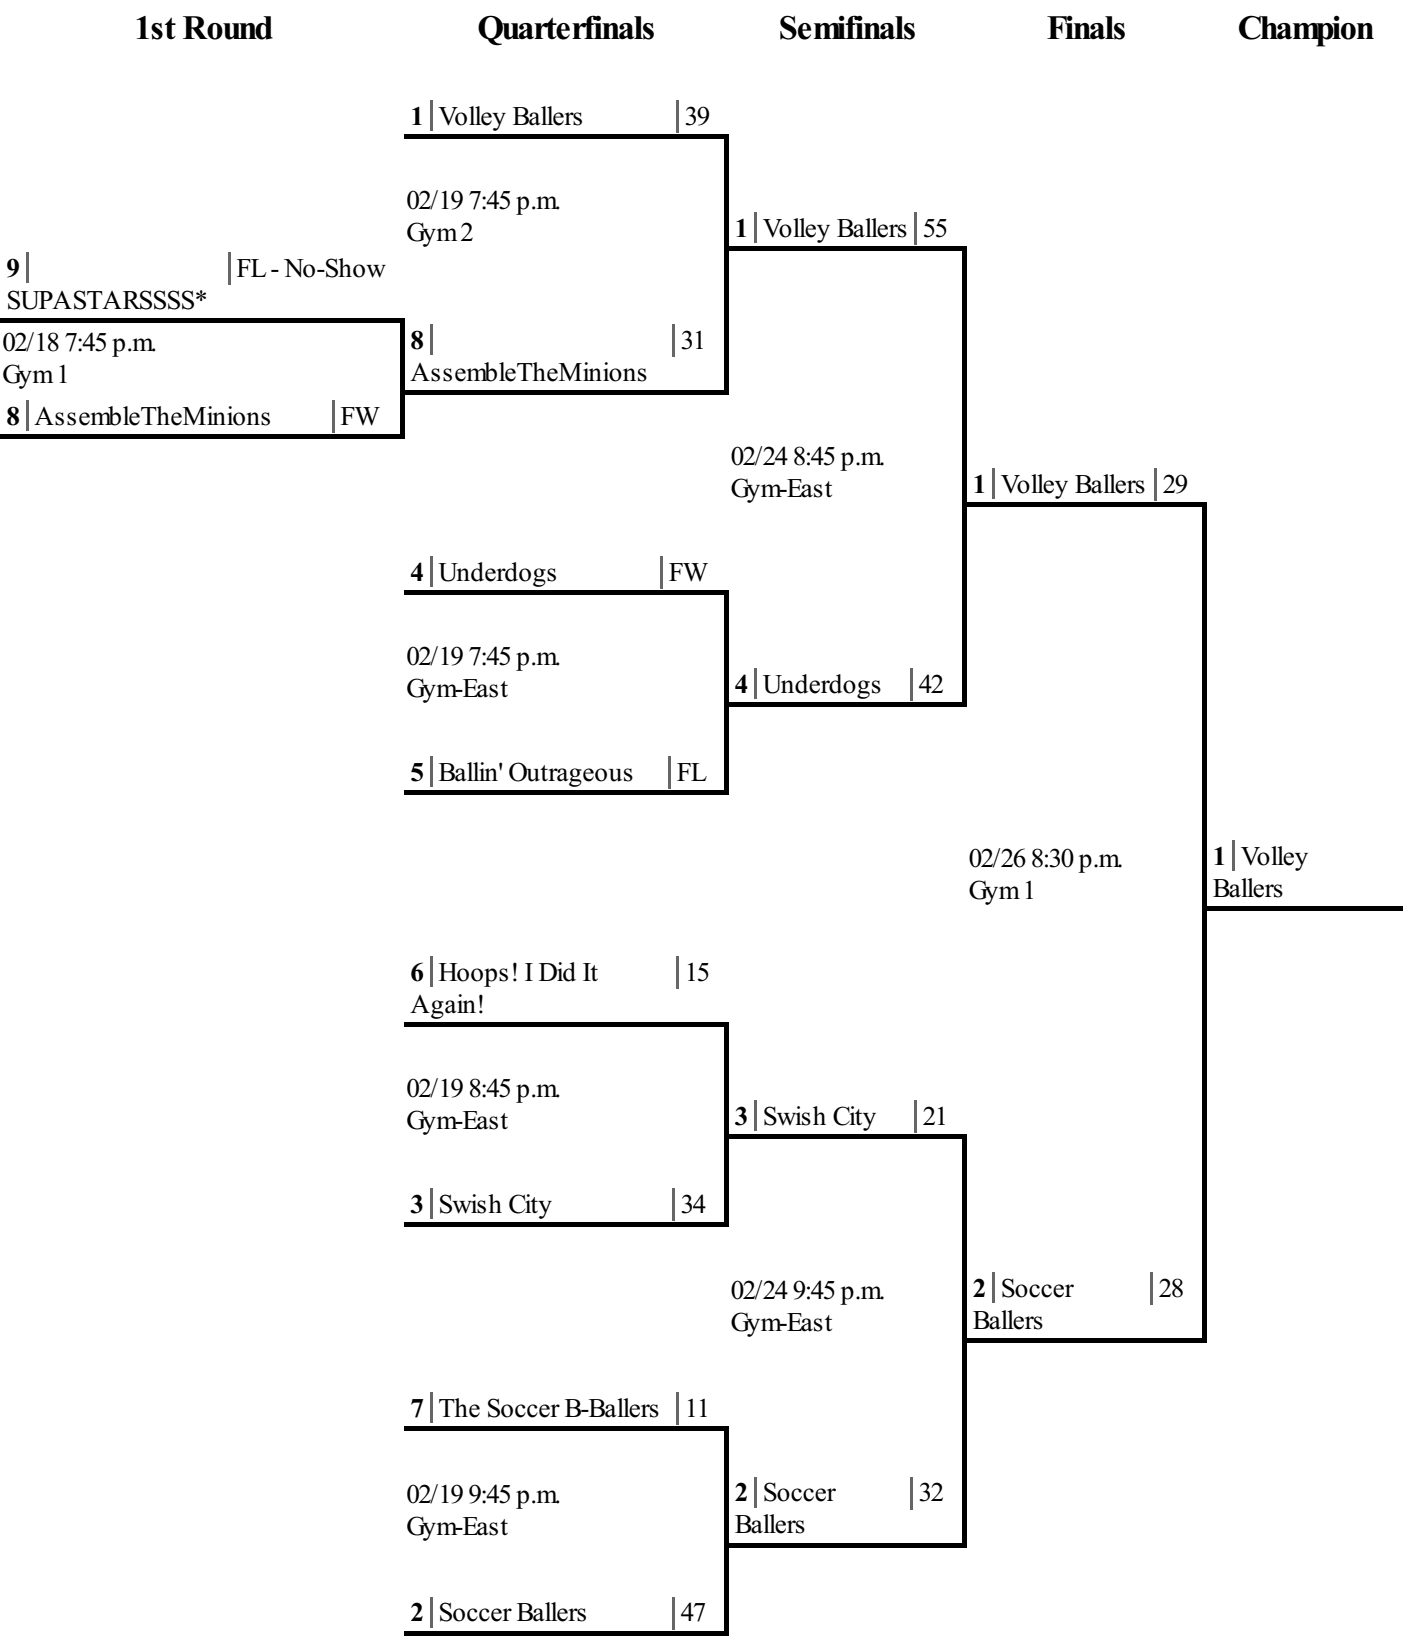 1st Round Quarterfinals Semifinals Finals Champion
1 Volley Ballers 39
02/19 7:45 p.m.
Gym 2
1 Volley Ballers 55
9 FL - No-Show
SUPASTARSSSS*
02/18 7:45 p.m.
Gym 1
8 31
AssembleTheMinions
8 AssembleTheMinions FW
02/24 8:45 p.m.
Gym-East
1 Volley Ballers 29
4 Underdogs FW
02/19 7:45 p.m.
Gym-East
4 Underdogs 42
5 Ballin' Outrageous FL
02/26 8:30 p.m.
Gym 1
1 Volley
Ballers
6 Hoops! I Did It 15
Again!
02/19 8:45 p.m.
Gym-East
3 Swish City 21
3 Swish City 34
02/24 9:45 p.m.
Gym-East
2 Soccer 28
Ballers
7 The Soccer B-Ballers 11
02/19 9:45 p.m.
Gym-East
2 Soccer 32
Ballers
2 Soccer Ballers 47